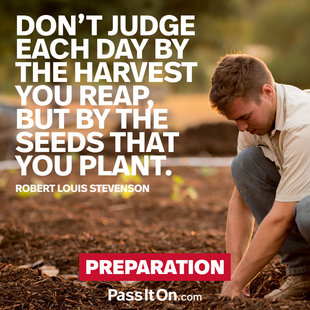 DON'T JUDGE
EACH DAY BY
THE HARVEST
YOU REAP,
BUT BY THE
SEEDS THAT
YOU PLANT.
ROBERT LOUIS STEVENSON
PREPARATION
PassItOn.com